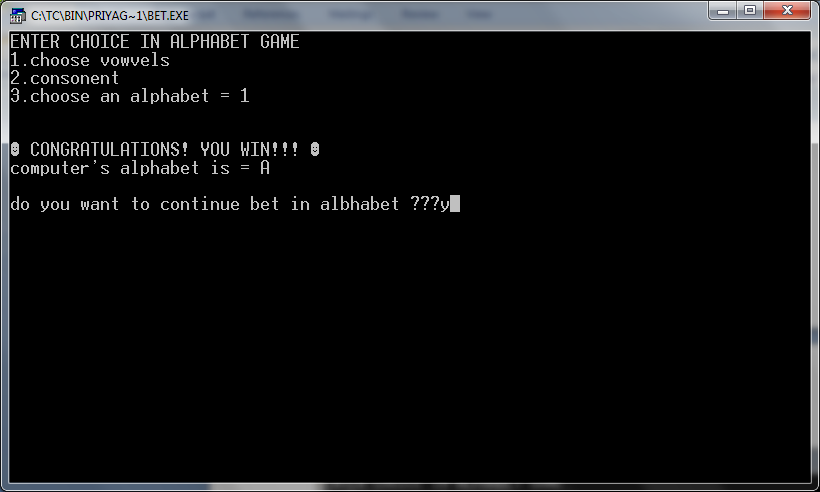 C:\TC\BIN\PRIYAG~1\BET.EXE
ENTER CHOICE IN ALPHABET GAME
1.choose vowvels
2.consonent
3.choose an alphabet = 1
☻ CONGRATULATIONS! YOU WIN!!! ☻
computer's alphabet is = A
do you want to continue bet in albhabet ???y